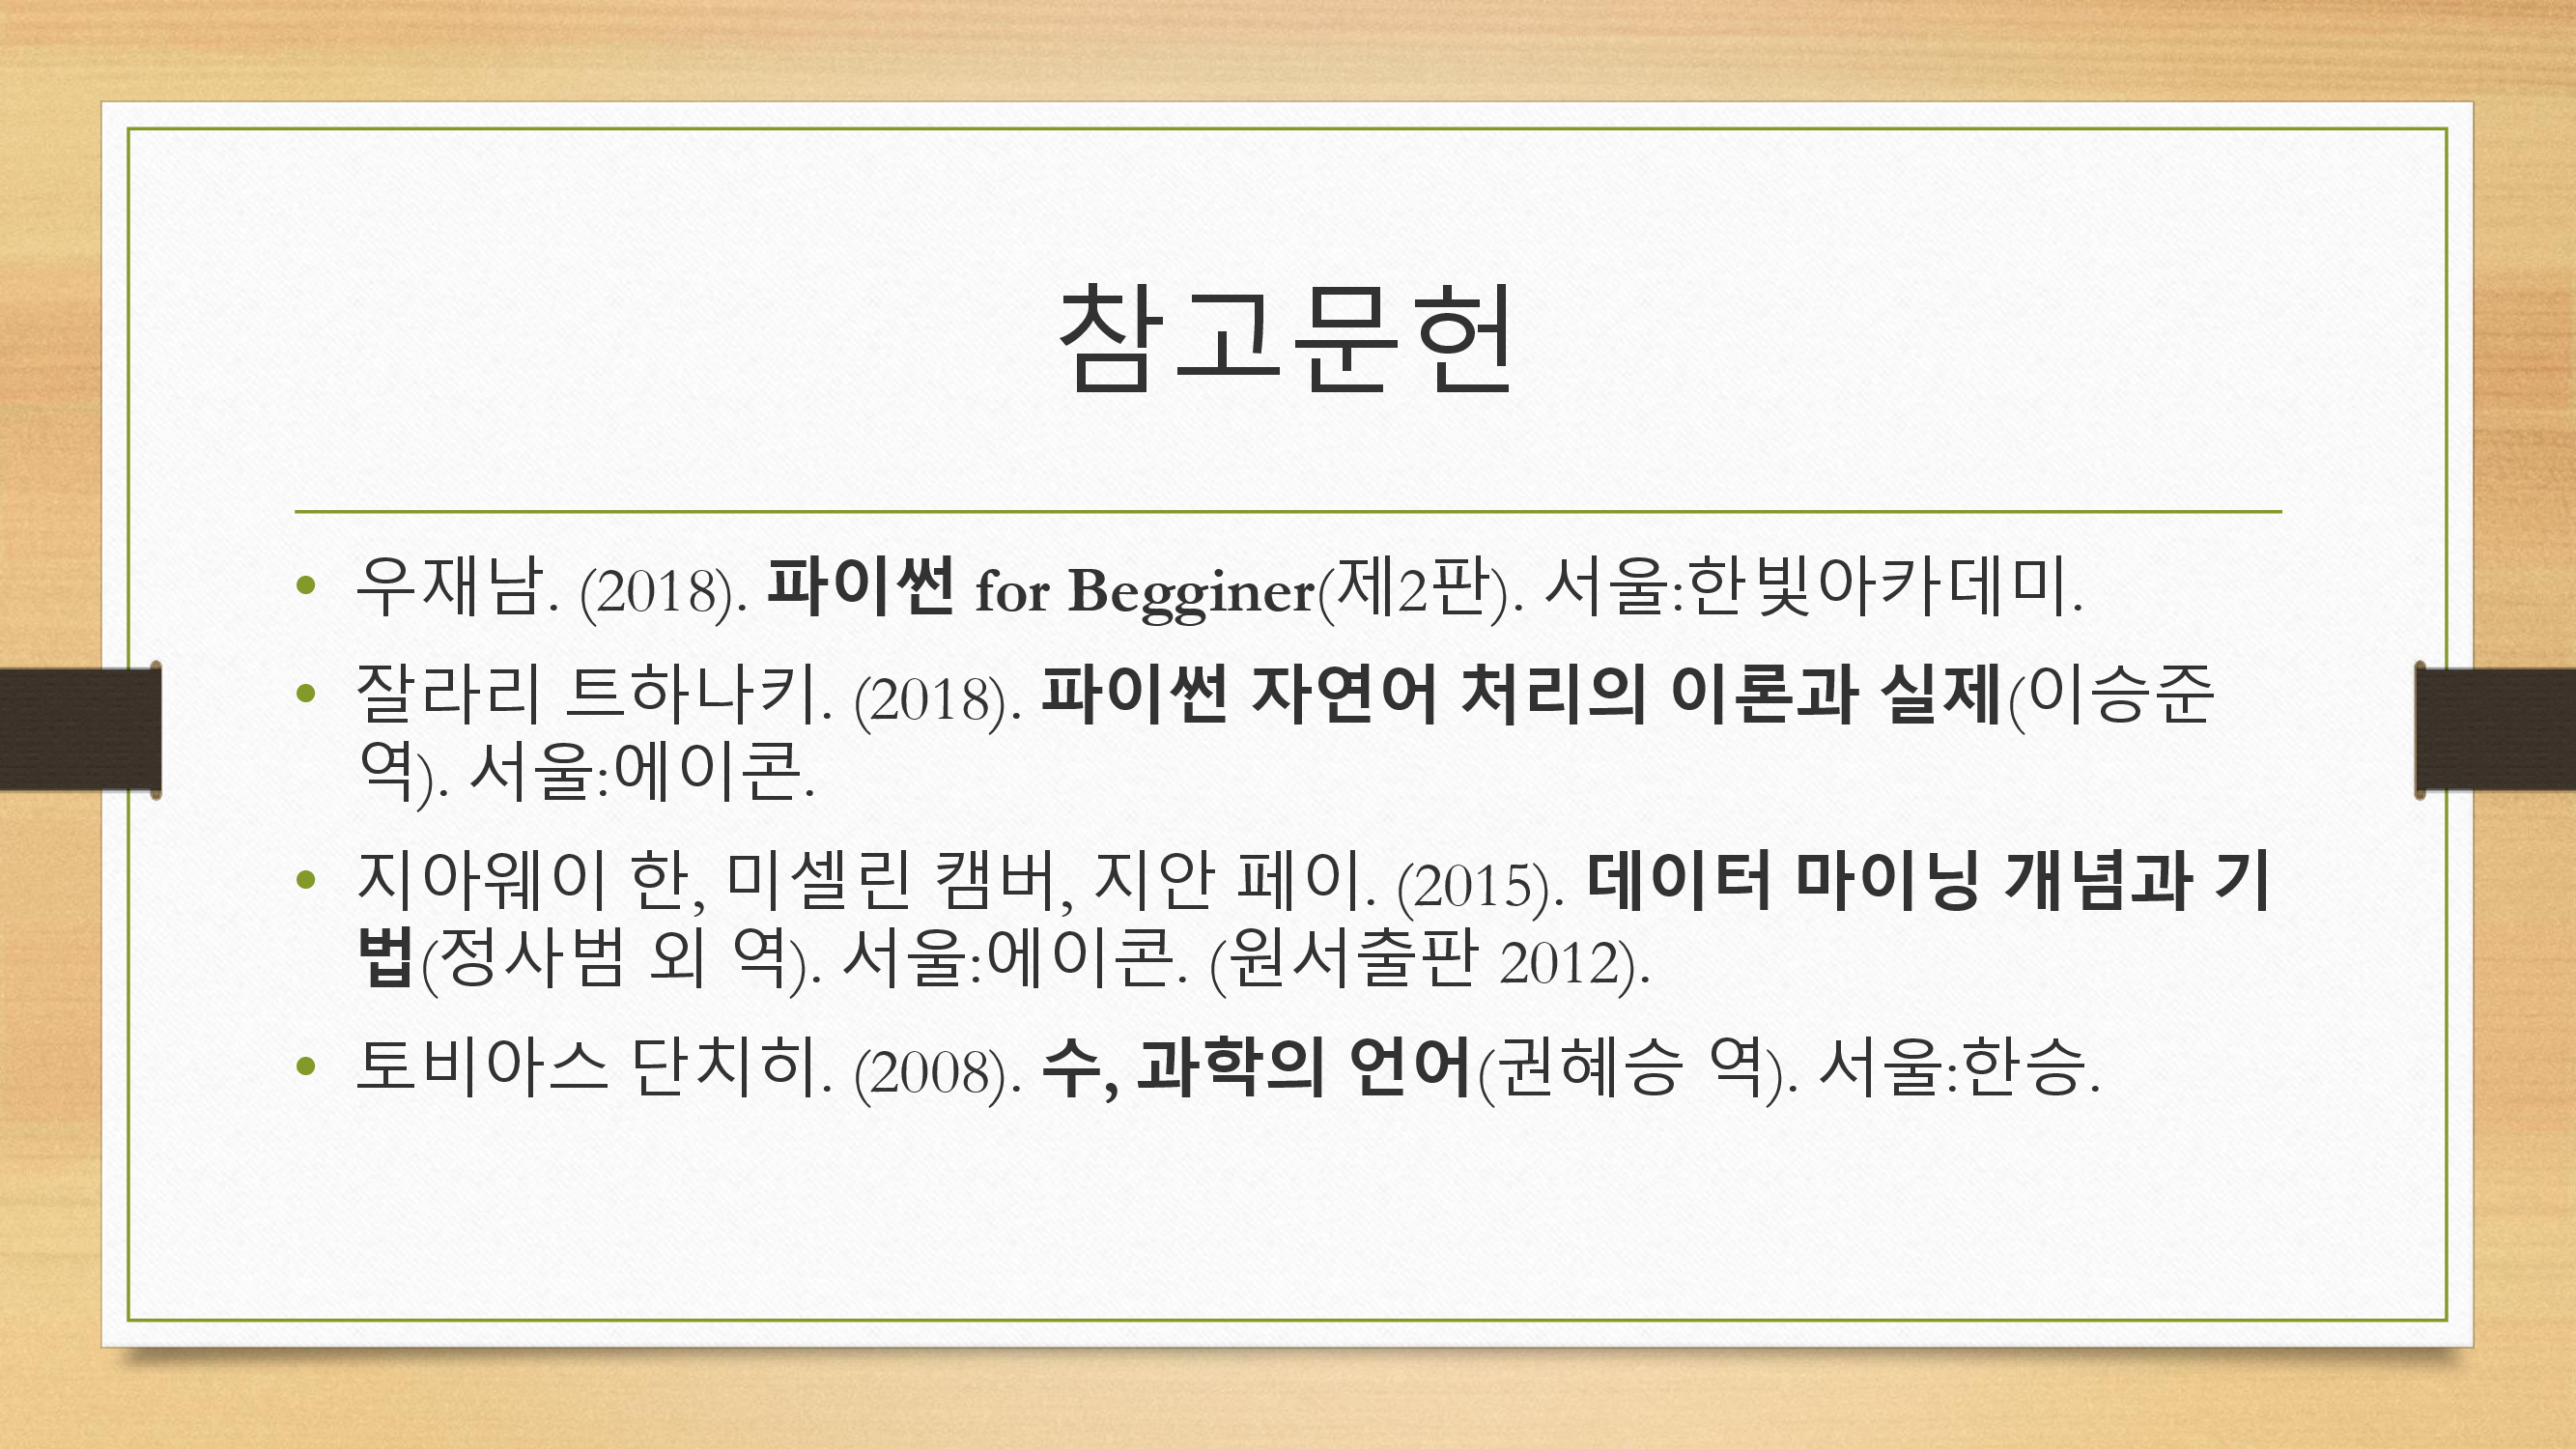 참고문헌
• 우재남. (2018). 파이썬 for Begginer(제2판). 서울:한빛아카데미.
• 잘라리 트하나키. (2018). 파이썬 자연어 처리의 이론과 실제(이승준
역). 서울:에이콘.
• 지아웨이 한, 미셀린 캠버, 지안 페이. (2015). 데이터 마이닝 개념과 기
법(정사범 외 역). 서울:에이콘. (원서출판 2012).
• 토비아스 단치히. (2008). 수, 과학의 언어(권혜승 역). 서울:한승.